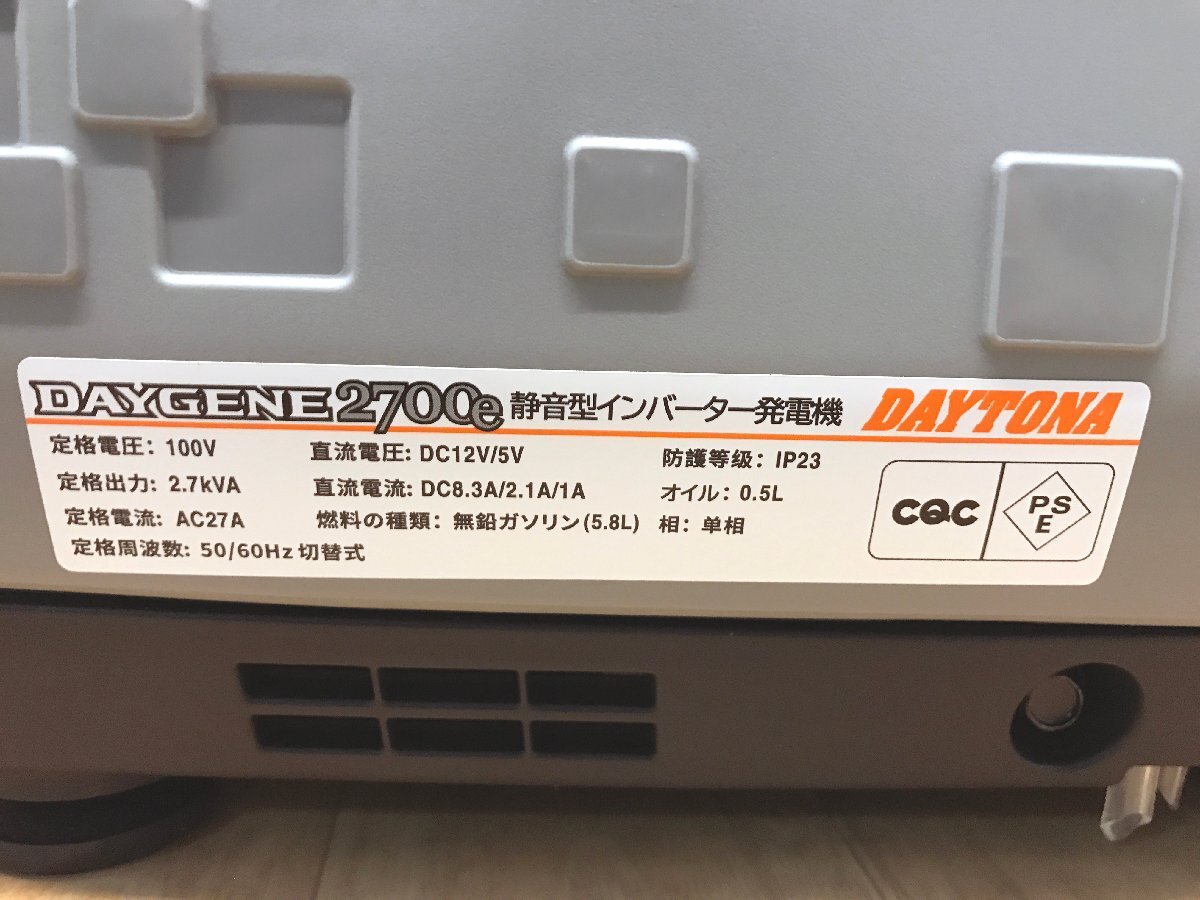 DAYGENE2700e 静音型インバーター発電機 DAYTONA
定格電圧: 100V 直流電圧: DC12V/5V 防護等级: IP23
定格出力: 2.7kVA 直流電流: DC8.3A/2.1A/1A オイル: 0.5L
定格電流: AC27A 燃料の種類: 無鉛ガソリン(5.8L) 相: 单相
定格周波数: 50/60Hz 切替式
CQC
PS
E